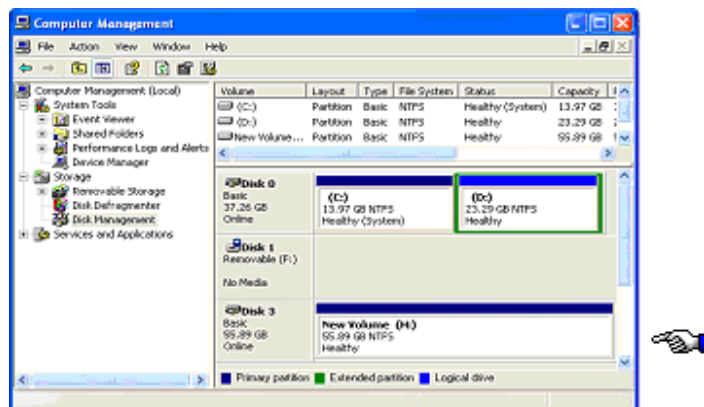 Computer Management
File Action View Window Help
Computer Management (Local)
System Tools
Event Viewer
Shared Folders
Performance Logs and Alerts
Device Manager
Storage
Removable Storage
Disk Defragmenter
Disk Management
Services and Applications
Volume Layout Type File System Status Capacity
(C:) Partition Basic NTFS Healthy (System) 13.97 GB
(D:) Partition Basic NTFS Healthy 23.29 GB
New Volume... Partition Basic NTFS Healthy 55.89 GB
Disk 0
Basic
37.26 GB
Online
(C:)
13.97 GB NTFS
Healthy (System)
(D:)
23.29 GB NTFS
Healthy
Disk 1
Removable (F:)
No Media
Disk 3
Basic
55.89 GB
Online
New Volume (H:)
55.89 GB NTFS
Healthy
Primary partition Extended partition Logical drive